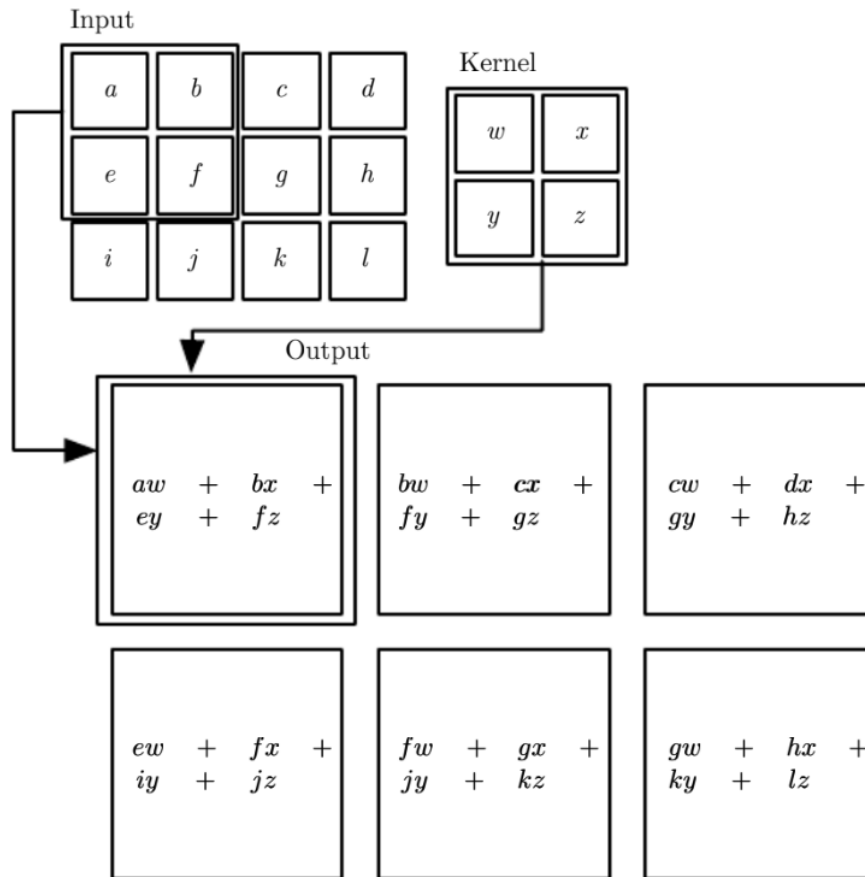 Input
a b c d
Kernel
w x
e f g h
y z
i j k l
Output
aw + bx +
ey + fz
bw + cx +
fy + gz
cw + dx +
gy + hz
ew + fx +
iy + jz
fw + gx +
jy + kz
gw + hx +
ky + lz